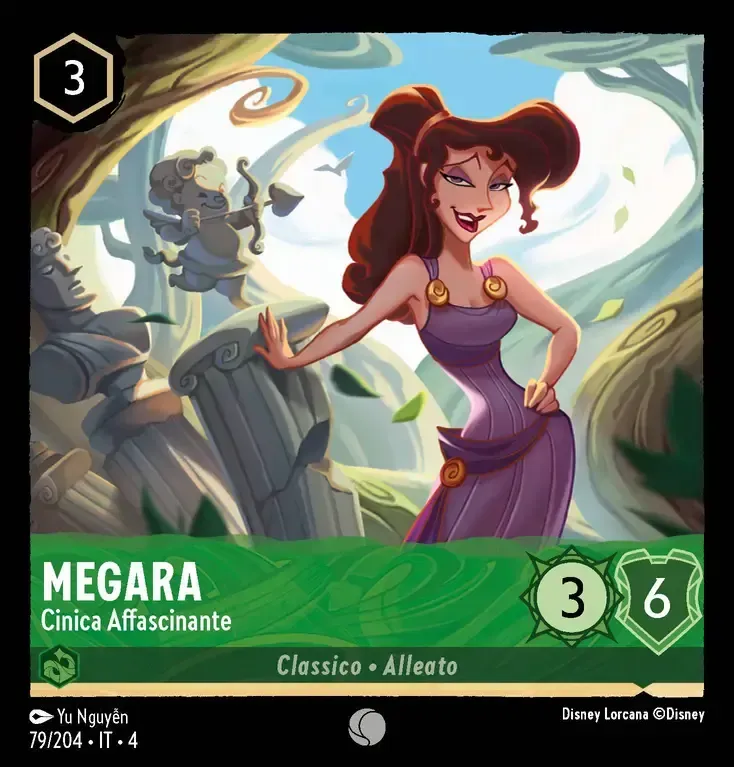 3
MEGARA
Cinica Affascinante
3
6
Classico • Alleato
Yu Nguyễn
Disney Lorcana ©Disney
79/204 • IT • 4